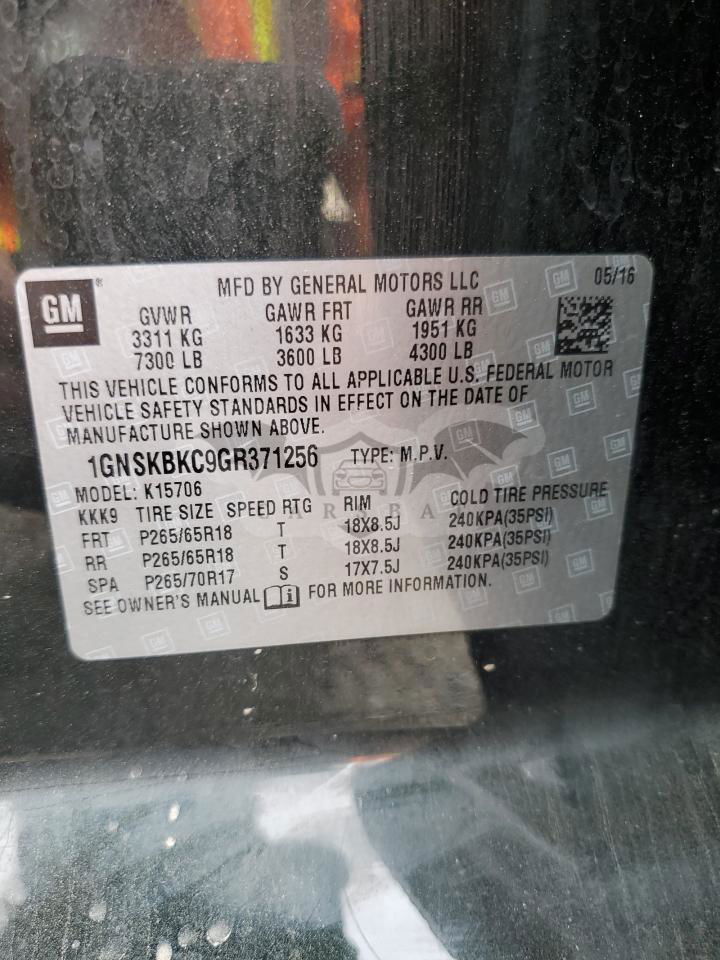 GM
MFD BY GENERAL MOTORS LLC 05/16
GVWR GAWR FRT GAWR RR
3311 KG 1633 KG 1951 KG
7300 LB 3600 LB 4300 LB
THIS VEHICLE CONFORMS TO ALL APPLICABLE U.S. FEDERAL MOTOR
VEHICLE SAFETY STANDARDS IN EFFECT ON THE DATE OF
MANUFACTURE SHOWN ABOVE.
1GNSKBKC9GR371256 TYPE: M.P.V.
MODEL: K15706
KKK9 TIRE SIZE SPEED RTG RIM COLD TIRE PRESSURE
FRT P265/65R18 T 18X8.5J 240KPA(35PSI)
RR P265/65R18 T 18X8.5J 240KPA(35PSI)
SPA P265/70R17 S 17X7.5J 240KPA(35PSI)
SEE OWNER'S MANUAL i FOR MORE INFORMATION.